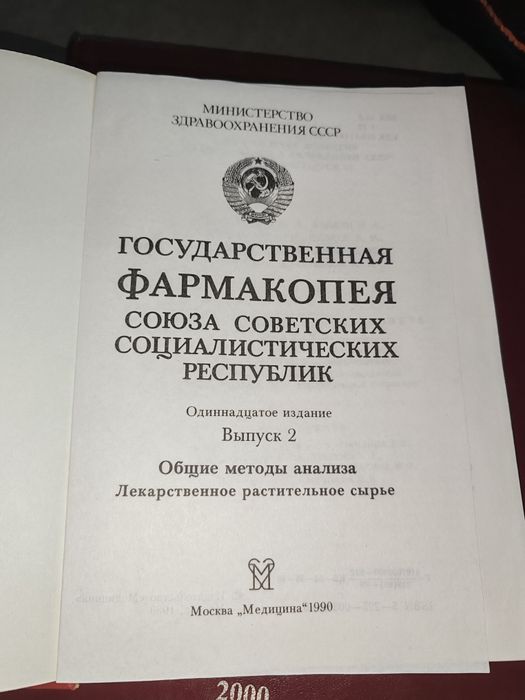 МИНИСТЕРСТВО
ЗДРАВООХРАНЕНИЯ СССР
ГОСУДАРСТВЕННАЯ
ФАРМАКОПЕЯ
СОЮЗА СОВЕТСКИХ
СОЦИАЛИСТИЧЕСКИХ
РЕСПУБЛИК
Одиннадцатое издание
Выпуск 2
Общие методы анализа
Лекарственное растительное сырье
Москва „Медицина“ 1990
2000